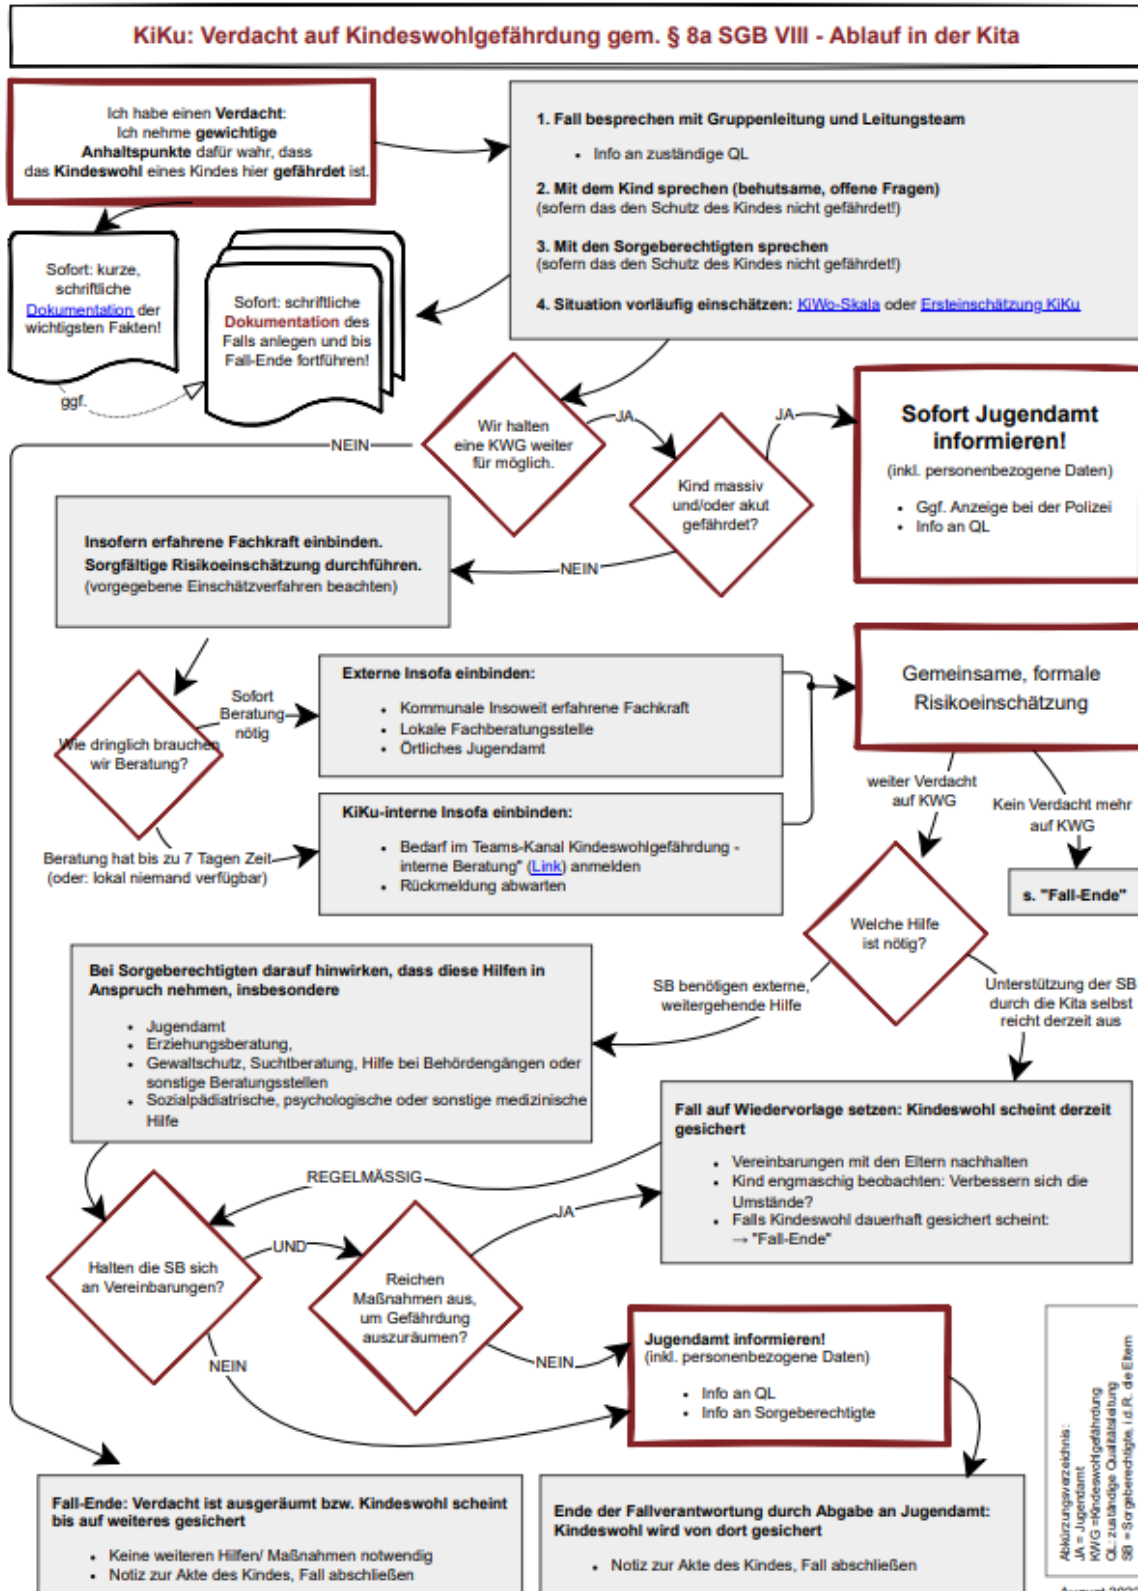 KiKu: Verdacht auf Kindeswohlgefährdung gem. § 8a SGB VIII - Ablauf in der Kita
Ich habe einen Verdacht:
Ich nehme gewichtige
Anhaltspunkte dafür wahr, dass
das Kindeswohl eines Kindes hier gefährdet ist.
1. Fall besprechen mit Gruppenleitung und Leitungsteam
• Info an zuständige QL
2. Mit dem Kind sprechen (behutsame, offene Fragen)
(sofern das den Schutz des Kindes nicht gefährdet!)
3. Mit den Sorgeberechtigten sprechen
(sofern das den Schutz des Kindes nicht gefährdet!)
4. Situation vorläufig einschätzen: KiWo-Skala oder Ersteinschätzung KiKu
Sofort: kurze,
schriftliche
Dokumentation der
wichtigsten Fakten!
Sofort: schriftliche
Dokumentation des
Falls anlegen und bis
Fall-Ende fortführen!
ggf.
Wir halten
eine KWG weiter
für möglich.
NEIN
JA
Kind massiv
und/oder akut
gefährdet?
JA
Sofort Jugendamt
informieren!
(inkl. personenbezogene Daten)
• Ggf. Anzeige bei der Polizei
• Info an QL
NEIN
Insofern erfahrene Fachkraft einbinden.
Sorgfältige Risikoeinschätzung durchführen.
(vorgegebene Einschätzverfahren beachten)
Wie dringlich brauchen
wir Beratung?
Sofort
Beratung
nötig
Externe Insofa einbinden:
• Kommunale Insoweit erfahrene Fachkraft
• Lokale Fachberatungsstelle
• Örtliches Jugendamt
Beratung hat bis zu 7 Tagen Zeit
(oder: lokal niemand verfügbar)
KiKu-interne Insofa einbinden:
• Bedarf im Teams-Kanal Kindeswohlgefährdung -
interne Beratung" (Link) anmelden
• Rückmeldung abwarten
Gemeinsame, formale
Risikoeinschätzung
weiter Verdacht
auf KWG
Kein Verdacht mehr
auf KWG
s. "Fall-Ende"
Welche Hilfe
ist nötig?
SB benötigen externe,
weitergehende Hilfe
Unterstützung der SB
durch die Kita selbst
reicht derzeit aus
Bei Sorgeberechtigten darauf hinwirken, dass diese Hilfen in
Anspruch nehmen, insbesondere
• Jugendamt
• Erziehungsberatung,
• Gewaltschutz, Suchtberatung, Hilfe bei Behördengängen oder
sonstige Beratungsstellen
• Sozialpädiatrische, psychologische oder sonstige medizinische
Hilfe
Fall auf Wiedervorlage setzen: Kindeswohl scheint derzeit
gesichert
• Vereinbarungen mit den Eltern nachhalten
• Kind engmaschig beobachten: Verbessern sich die
Umstände?
• Falls Kindeswohl dauerhaft gesichert scheint:
→ "Fall-Ende"
REGELMÄSSIG
Halten die SB sich
an Vereinbarungen?
UND
JA
Reichen
Maßnahmen aus,
um Gefährdung
auszuräumen?
NEIN
NEIN
Jugendamt informieren!
(inkl. personenbezogene Daten)
• Info an QL
• Info an Sorgeberechtigte
Fall-Ende: Verdacht ist ausgeräumt bzw. Kindeswohl scheint
bis auf weiteres gesichert
• Keine weiteren Hilfen/ Maßnahmen notwendig
• Notiz zur Akte des Kindes, Fall abschließen
Ende der Fallverantwortung durch Abgabe an Jugendamt:
Kindeswohl wird von dort gesichert
• Notiz zur Akte des Kindes, Fall abschließen
Abkürzungsverzeichnis:
JA = Jugendamt
KWG =Kindeswohlgefährdung
QL: zuständige Qualitätsleitung
SB = Sorgeberechtigte, i.d.R. die Eltern
August